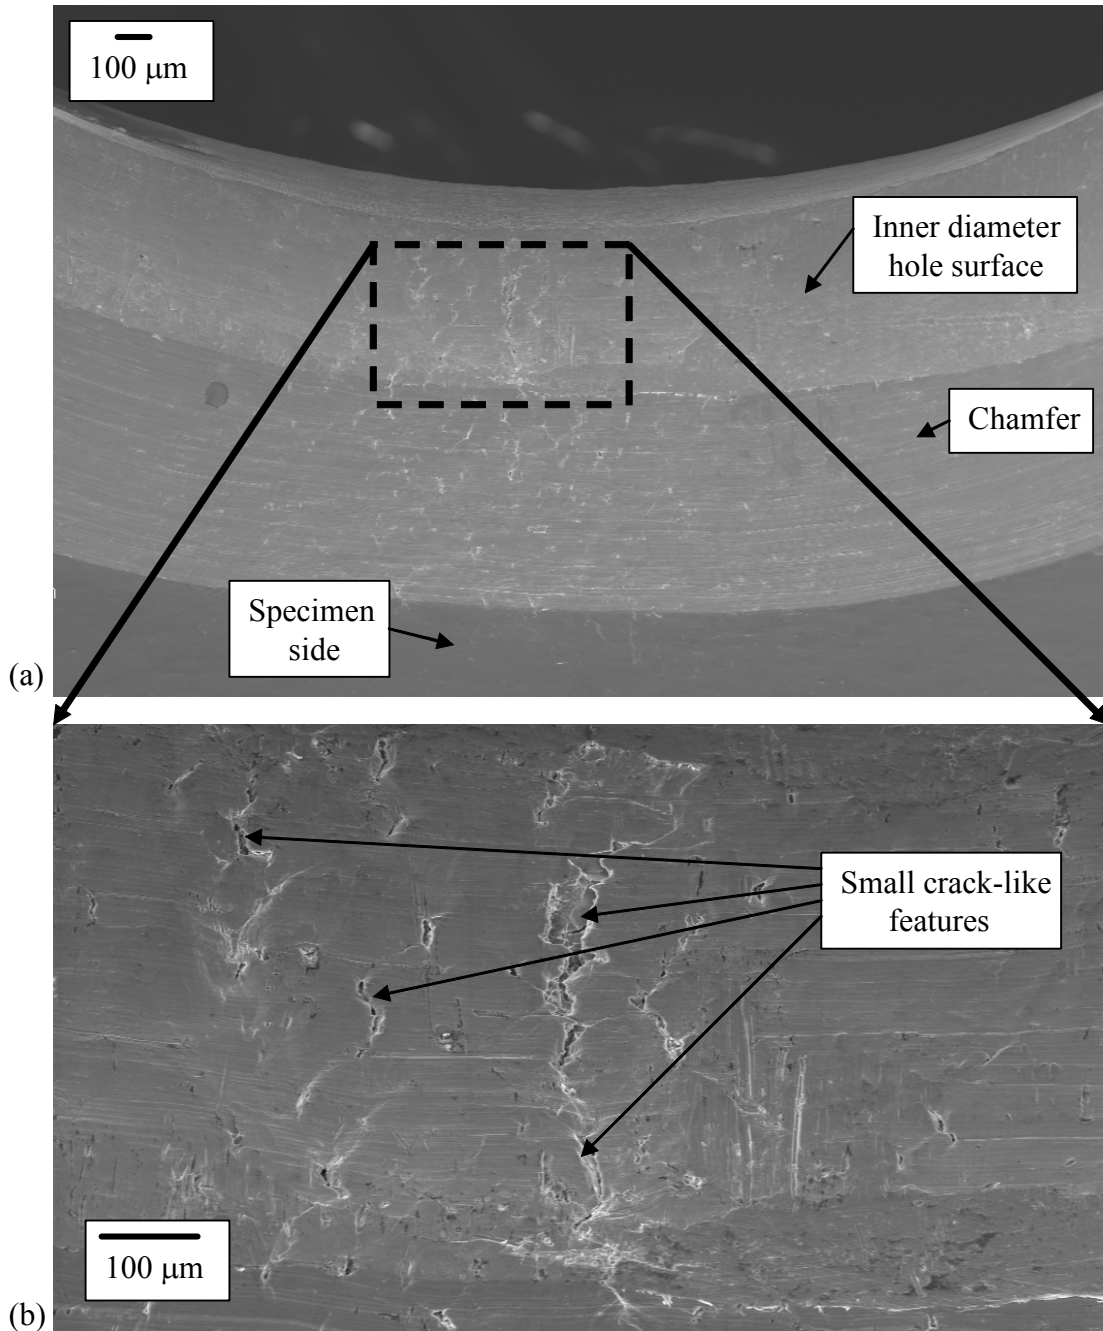 100 μm
Inner diameter
hole surface
Chamfer
Specimen
side
(a)
Small crack-like
features
100 μm
(b)